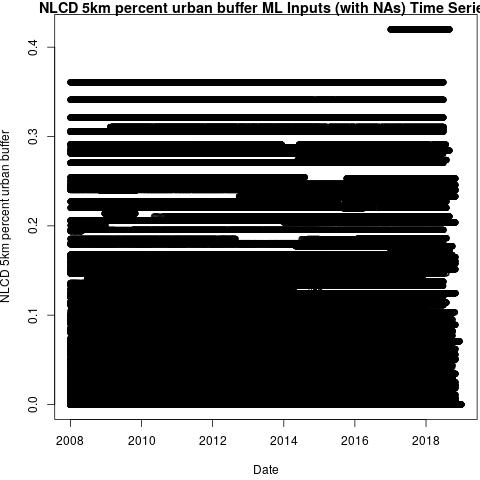 NLCD 5km percent urban buffer ML Inputs (with NAs) Time Serie
NLCD 5km percent urban buffer
0.4
0.3
0.2
0.1
0.0
2008 2010 2012 2014 2016 2018
Date